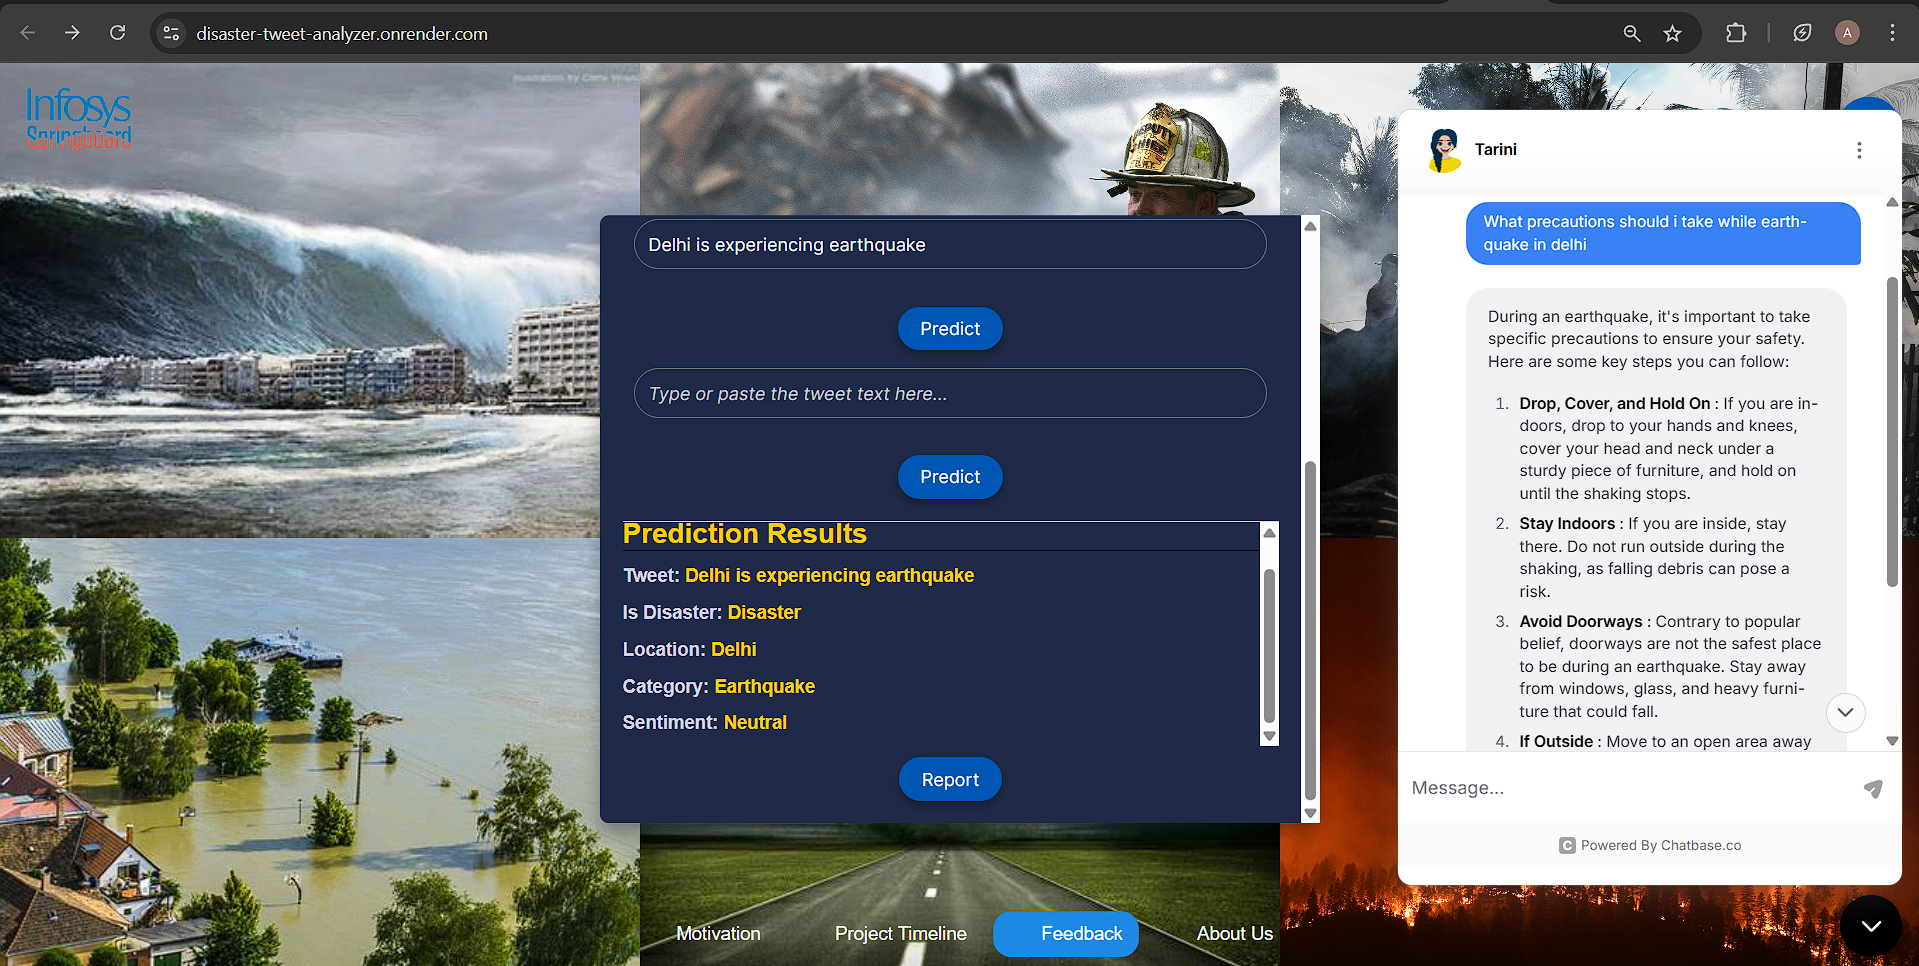 disaster-tweet-analyzer.onrender.com
A
Infosys
Springboard
Delhi is experiencing earthquake
Predict
Type or paste the tweet text here...
Predict
Prediction Results
Tweet: Delhi is experiencing earthquake
Is Disaster: Disaster
Location: Delhi
Category: Earthquake
Sentiment: Neutral
Report
Motivation
Project Timeline
Feedback
About Us
Tarini
What precautions should i take while earth-
quake in delhi
During an earthquake, it's important to take
specific precautions to ensure your safety.
Here are some key steps you can follow:
1. Drop, Cover, and Hold On : If you are in-
doors, drop to your hands and knees,
cover your head and neck under a
sturdy piece of furniture, and hold on
until the shaking stops.
2. Stay Indoors : If you are inside, stay
there. Do not run outside during the
shaking, as falling debris can pose a
risk.
3. Avoid Doorways : Contrary to popular
belief, doorways are not the safest place
to be during an earthquake. Stay away
from windows, glass, and heavy furni-
ture that could fall.
4. If Outside : Move to an open area away
Message...
C Powered By Chatbase.co